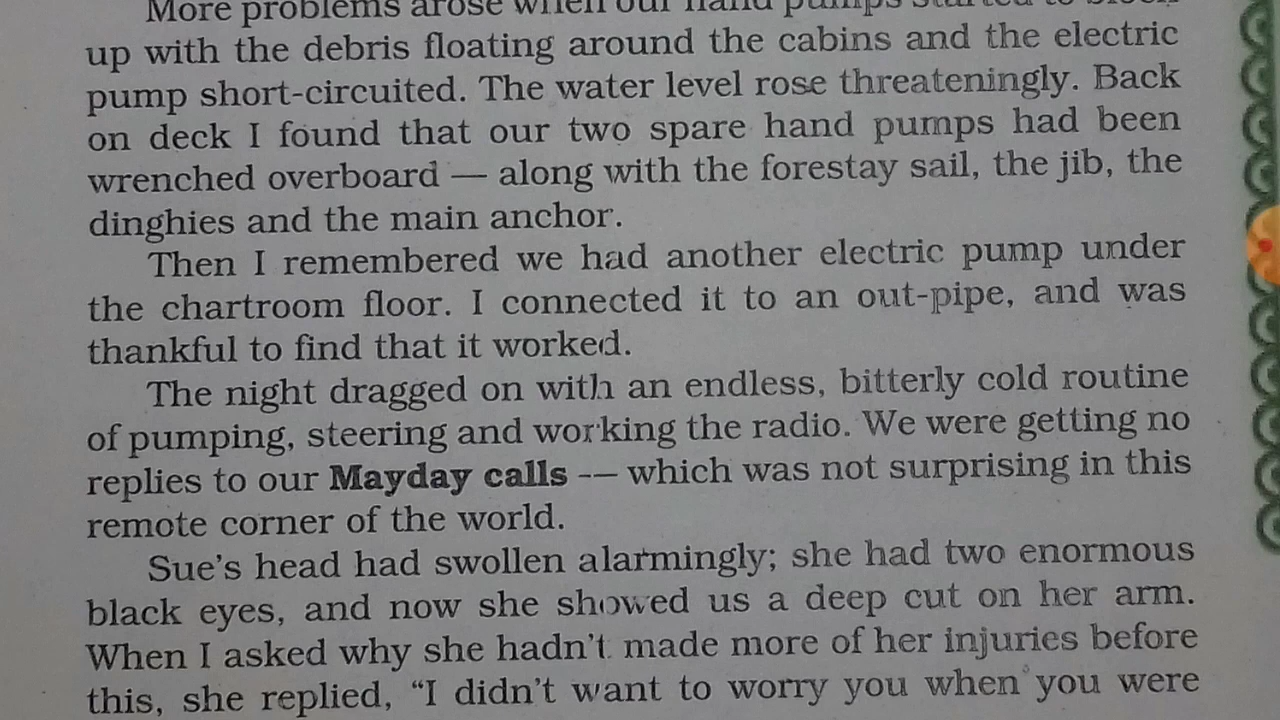 More problems arose when our hand pumps started to block
up with the debris floating around the cabins and the electric
pump short-circuited. The water level rose threateningly. Back
on deck I found that our two spare hand pumps had been
wrenched overboard — along with the forestay sail, the jib, the
dinghies and the main anchor.
Then I remembered we had another electric pump under
the chartroom floor. I connected it to an out-pipe, and was
thankful to find that it worked.
The night dragged on with an endless, bitterly cold routine
of pumping, steering and working the radio. We were getting no
replies to our Mayday calls — which was not surprising in this
remote corner of the world.
Sue's head had swollen alarmingly; she had two enormous
black eyes, and now she showed us a deep cut on her arm.
When I asked why she hadn't made more of her injuries before
this, she replied, “I didn't want to worry you when you were